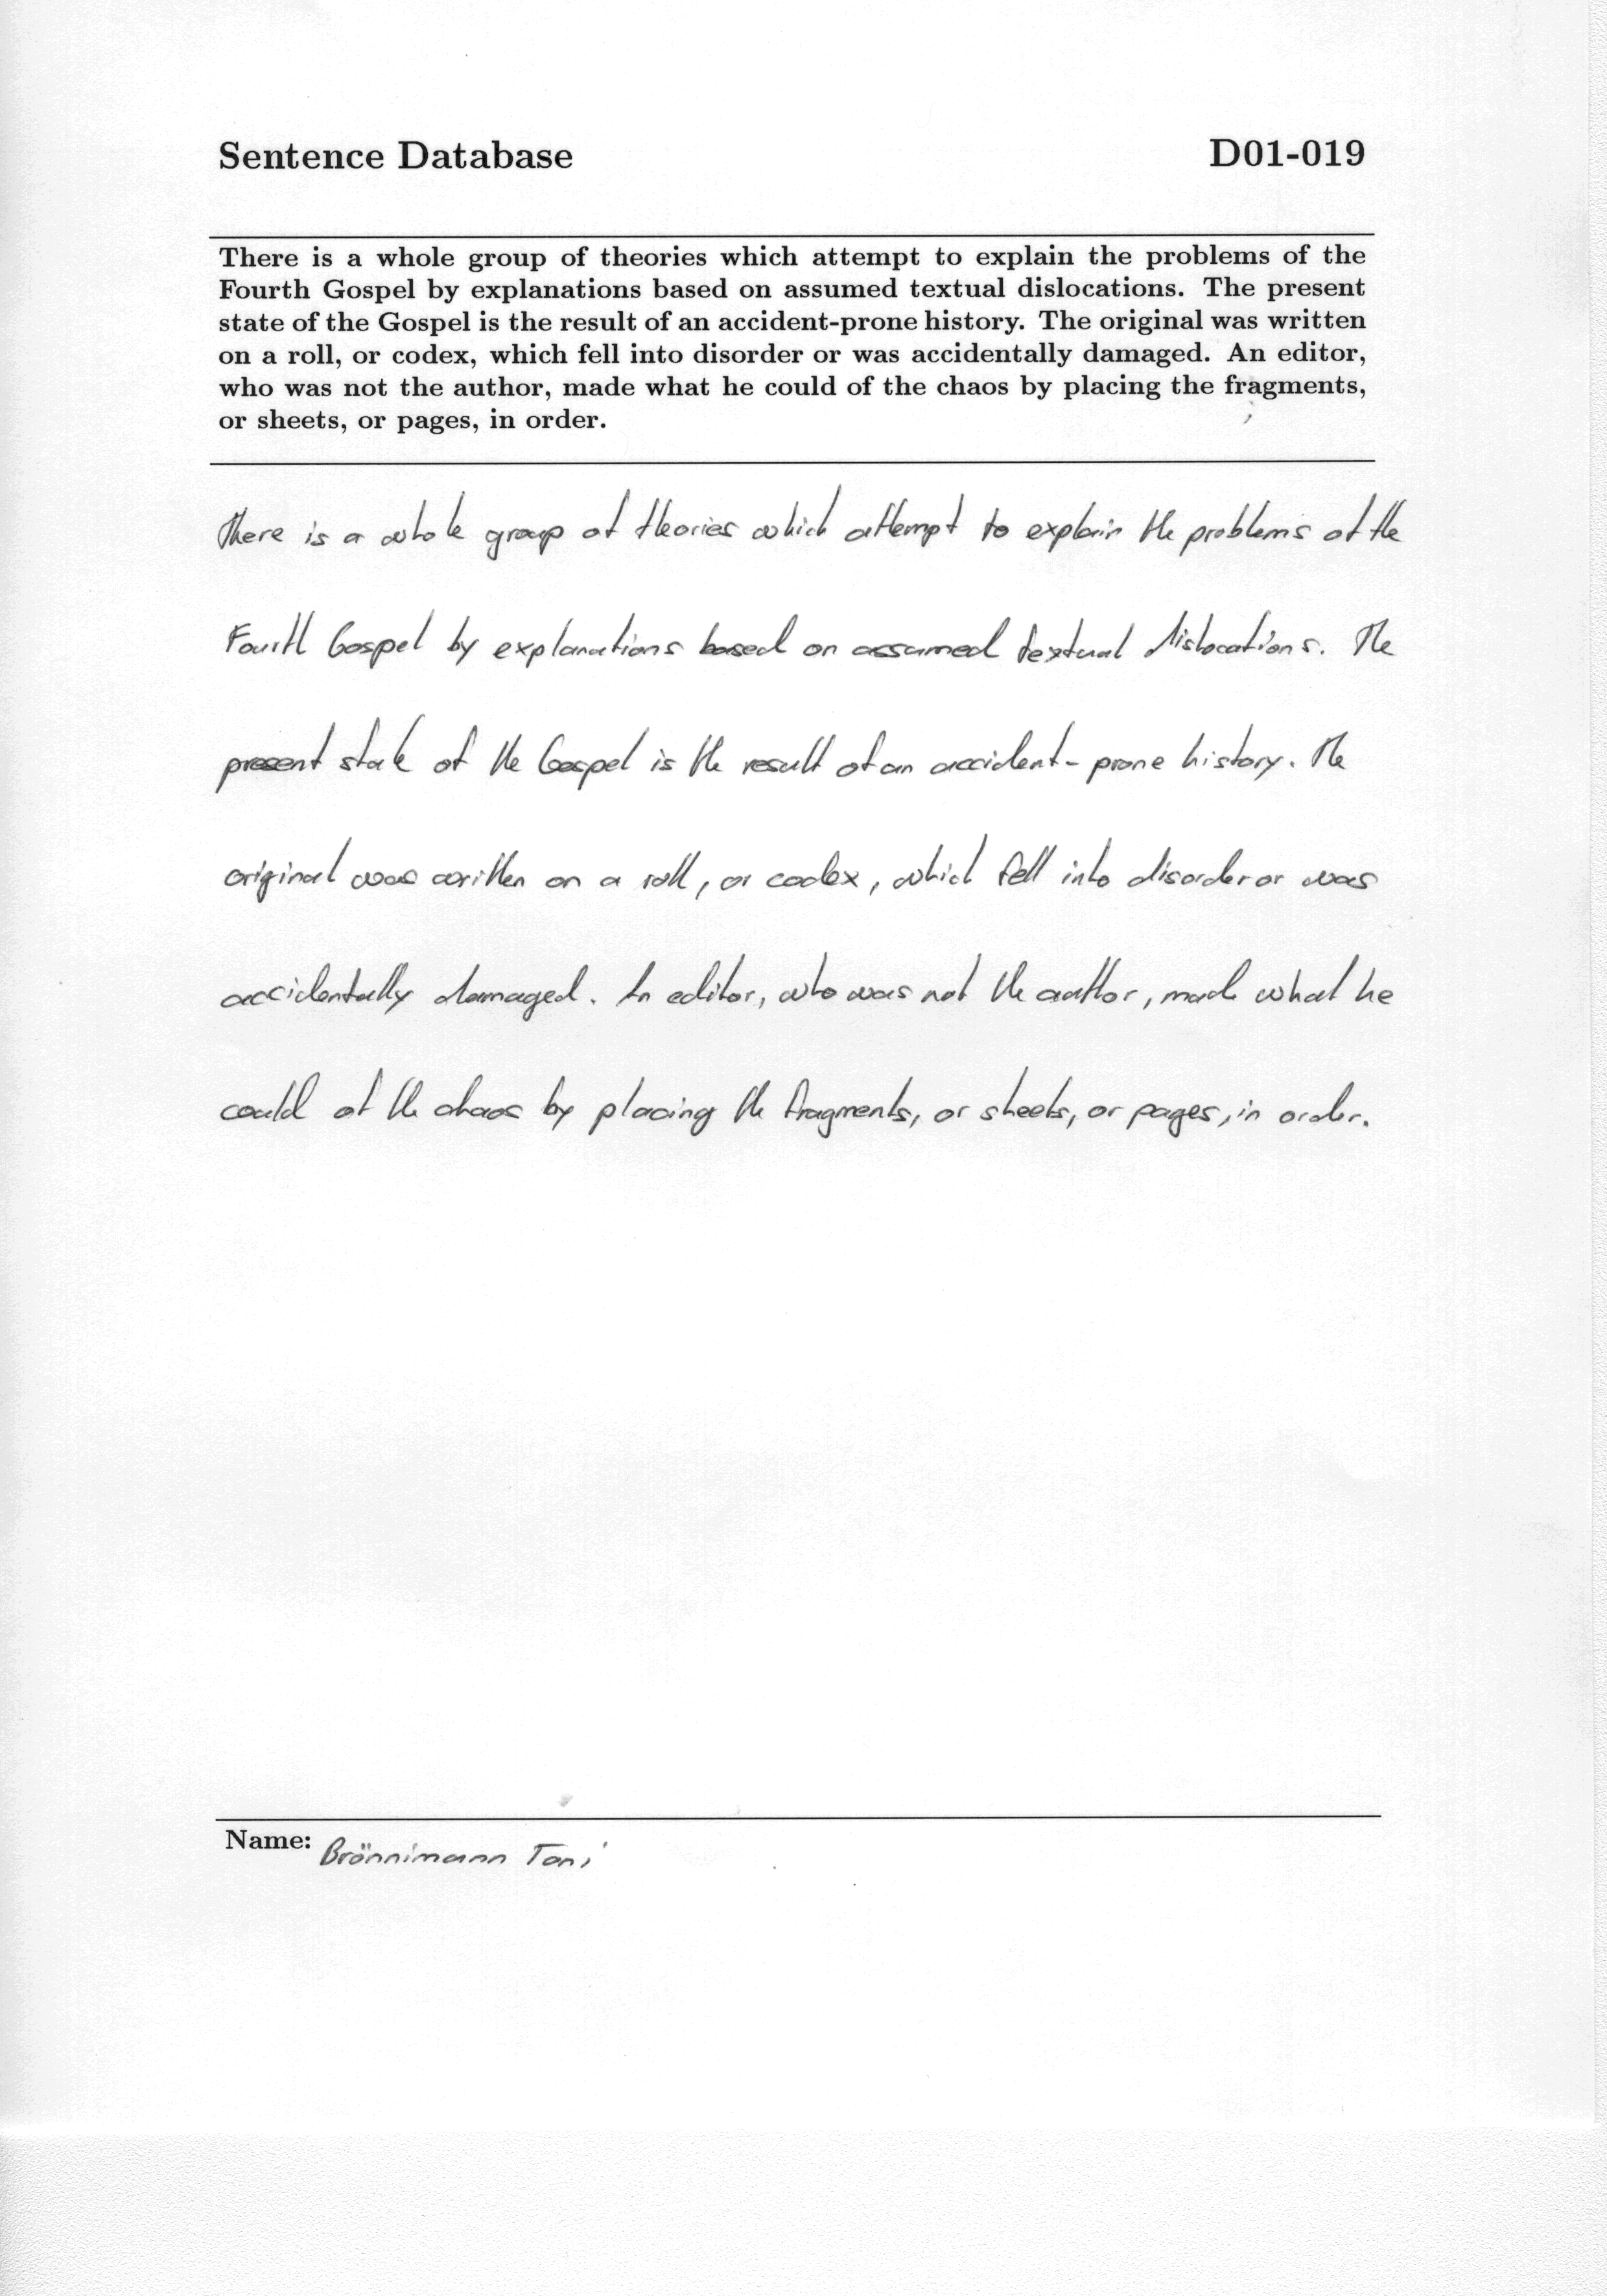 Sentence Database D01-019
There is a whole group of theories which attempt to explain the problems of the
Fourth Gospel by explanations based on assumed textual dislocations. The present
state of the Gospel is the result of an accident-prone history. The original was written
on a roll, or codex, which fell into disorder or was accidentally damaged. An editor,
who was not the author, made what he could of the chaos by placing the fragments,
or sheets, or pages, in order.
There is a whole group of theories which attempt to explain the problems of the
Fourth Gospel by explanations based on assumed textual dislocations. The
present state of the Gospel is the result of an accident-prone history. The
original was written on a roll, or codex, which fell into disorder or was
accidentally damaged. An editor, who was not the author, made what he
could of the chaos by placing the fragments, or sheets, or pages, in order.
Name: Brönnimann Toni